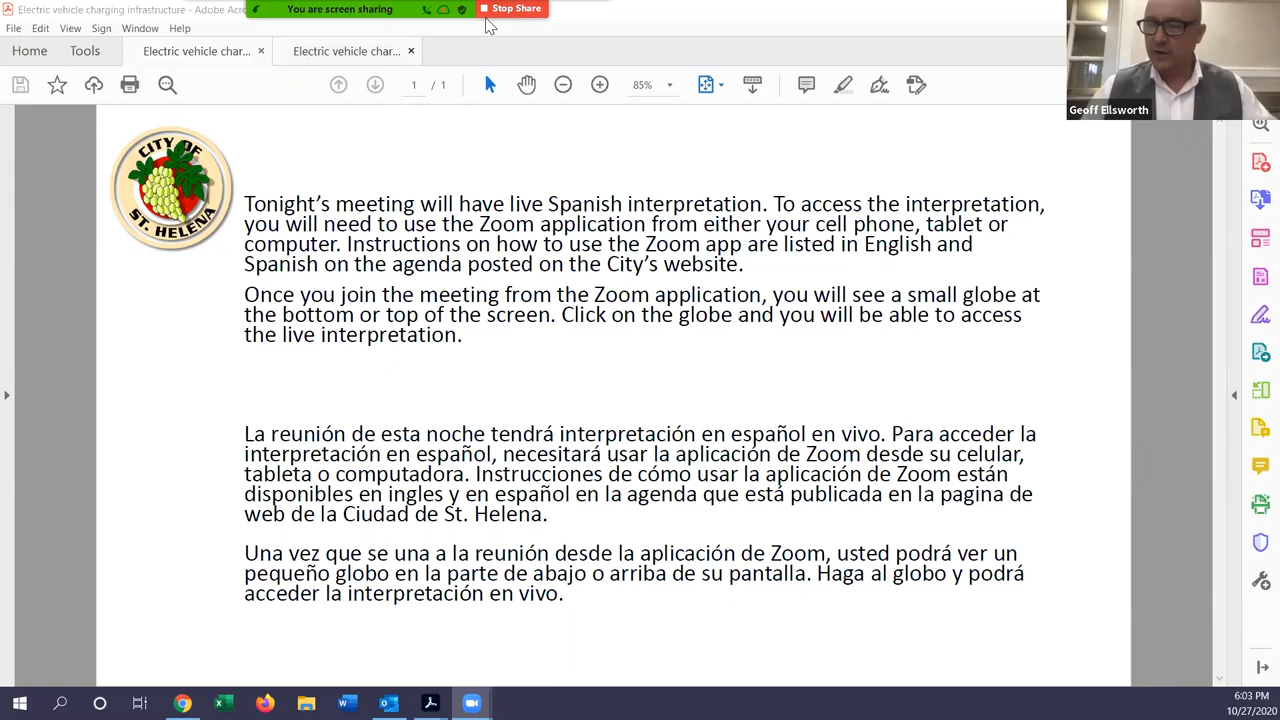 Electric vehicle charging infrastructure - Adobe Acro
You are screen sharing
Stop Share
File Edit View Sign Window Help
Home Tools Electric vehicle char... × Electric vehicle char... ×
1 / 1 85%
Geoff Ellsworth
CITY OF
ST. HELENA
Tonight’s meeting will have live Spanish interpretation. To access the interpretation,
you will need to use the Zoom application from either your cell phone, tablet or
computer. Instructions on how to use the Zoom app are listed in English and
Spanish on the agenda posted on the City’s website.
Once you join the meeting from the Zoom application, you will see a small globe at
the bottom or top of the screen. Click on the globe and you will be able to access
the live interpretation.
La reunión de esta noche tendrá interpretación en español en vivo. Para acceder la
interpretación en español, necesitará usar la aplicación de Zoom desde su celular,
tableta o computadora. Instrucciones de cómo usar la aplicación de Zoom están
disponibles en ingles y en español en la agenda que está publicada en la pagina de
web de la Ciudad de St. Helena.
Una vez que se una a la reunión desde la aplicación de Zoom, usted podrá ver un
pequeño globo en la parte de abajo o arriba de su pantalla. Haga al globo y podrá
acceder la interpretación en vivo.
6:03 PM
10/27/2020